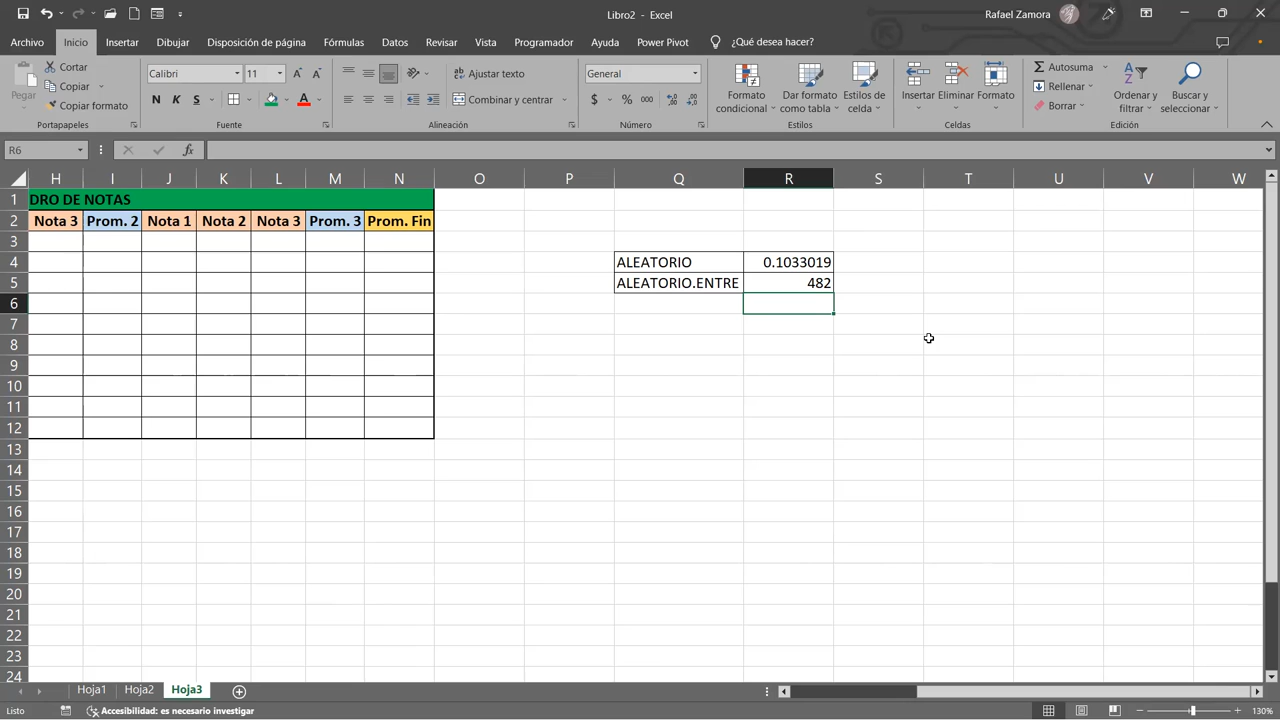 Libro2 - Excel
Rafael Zamora
Archivo Inicio Insertar Dibujar Disposición de página Fórmulas Datos Revisar Vista Programador Ayuda Power Pivot ¿Qué desea hacer?
Pegar
Cortar
Copiar
Copiar formato
Portapapeles
Calibri 11
N K S
Fuente
Ajustar texto
Combinar y centrar
Alineación
General
$ % 000
Número
Formato condicional
Dar formato como tabla
Estilos de celda
Estilos
Insertar Eliminar Formato
Celdas
Autosuma
Rellenar
Borrar
Ordenar y filtrar
Buscar y seleccionar
Edición
R6 fx
H I J K L M N O P Q R S T U V W
1 DRO DE NOTAS
2 Nota 3 Prom. 2 Nota 1 Nota 2 Nota 3 Prom. 3 Prom. Fin
3
4 ALEATORIO 0.1033019
5 ALEATORIO.ENTRE 482
6
7
8
9
10
11
12
13
14
15
16
17
18
19
20
21
22
23
24
Hoja1 Hoja2 Hoja3
Listo Accesibilidad: es necesario investigar 130%